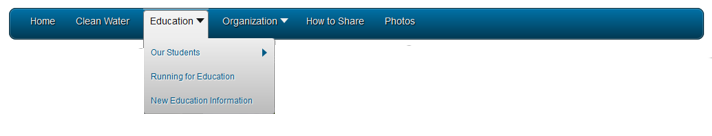 Home Clean Water Education Organization How to Share Photos
Our Students
Running for Education
New Education Information